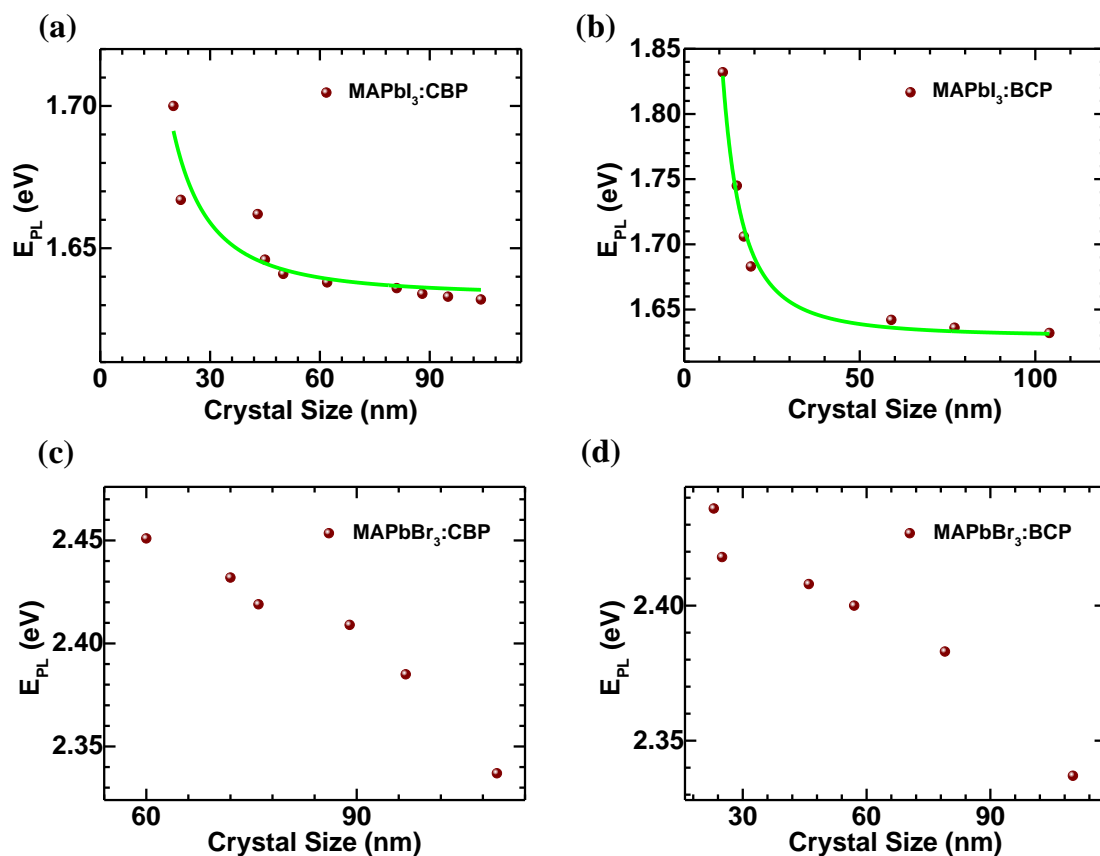 (a)
MAPbI₃:CBP
1.70
1.65
E_PL (eV)
0 30 60 90
Crystal Size (nm)
(b)
MAPbI₃:BCP
1.85
1.80
1.75
1.70
1.65
E_PL (eV)
0 50 100
Crystal Size (nm)
(c)
MAPbBr₃:CBP
2.45
2.40
2.35
E_PL (eV)
60 90
Crystal Size (nm)
(d)
MAPbBr₃:BCP
2.40
2.35
E_PL (eV)
30 60 90
Crystal Size (nm)